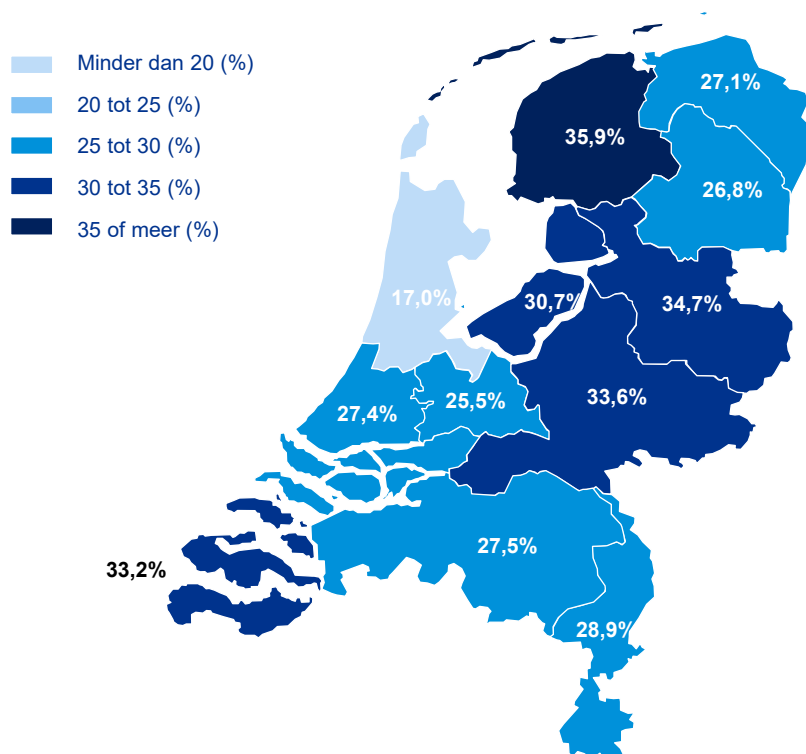 Minder dan 20 (%)
20 tot 25 (%)
25 tot 30 (%)
30 tot 35 (%)
35 of meer (%)
27,1%
35,9%
26,8%
17,0%
30,7%
34,7%
33,6%
27,4%
25,5%
27,5%
33,2%
28,9%